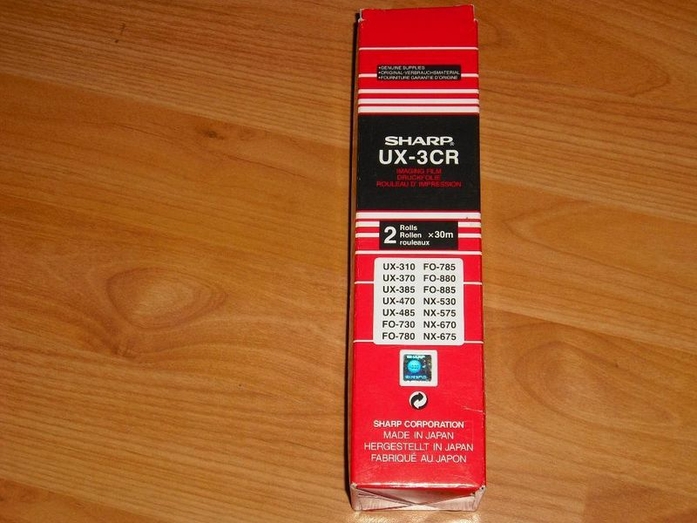 •GENUINE SUPPLIES
•ORIGINAL-VERBRAUCHSMATERIAL
•FOURNITURE GARANTIE D'ORIGINE
SHARP®
UX-3CR
IMAGING FILM
DRUCKFOLIE
ROULEAU D' IMPRESSION
2 Rolls
Rollen x30m
rouleaux
UX-310 FO-785
UX-370 FO-880
UX-385 FO-885
UX-470 NX-530
UX-485 NX-575
FO-730 NX-670
FO-780 NX-675
SHARP
SHARP CORPORATION
MADE IN JAPAN
HERGESTELLT IN JAPAN
FABRIQUÉ AU JAPON